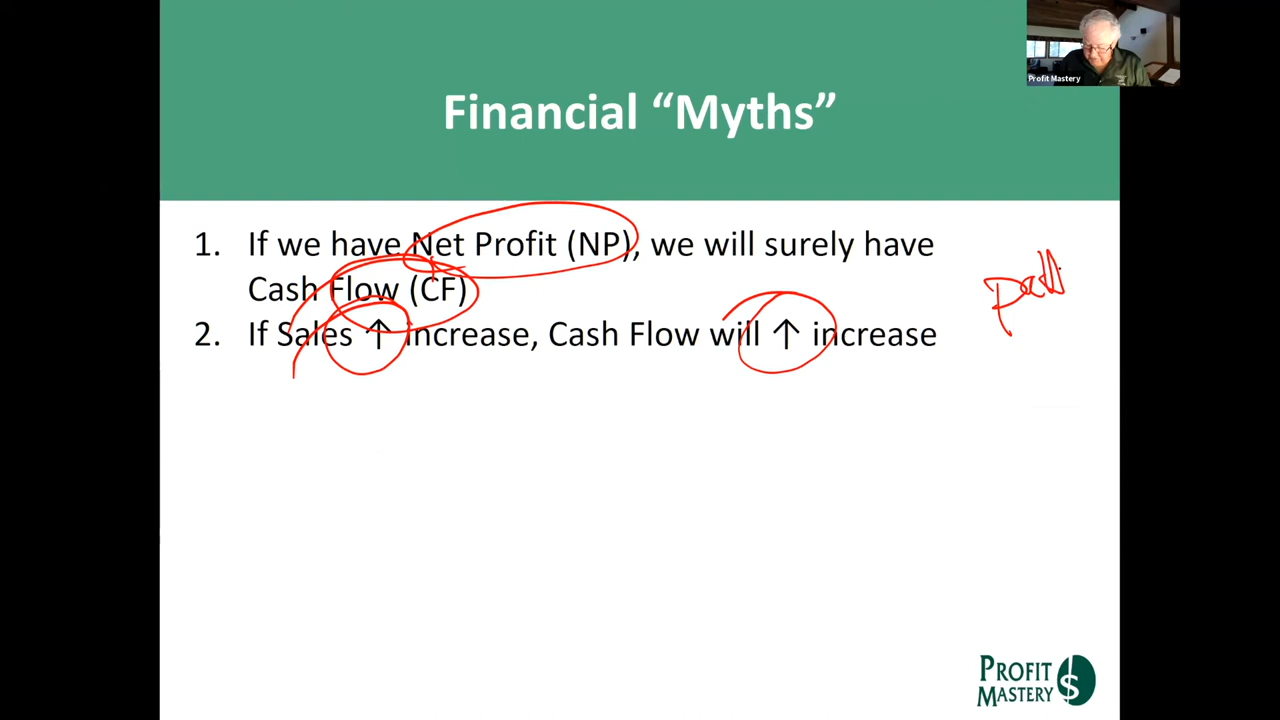 Profit Mastery
Financial “Myths”
1. If we have Net Profit (NP), we will surely have
Cash Flow (CF)
2. If Sales ↑ increase, Cash Flow will ↑ increase
PROFIT
MASTERY